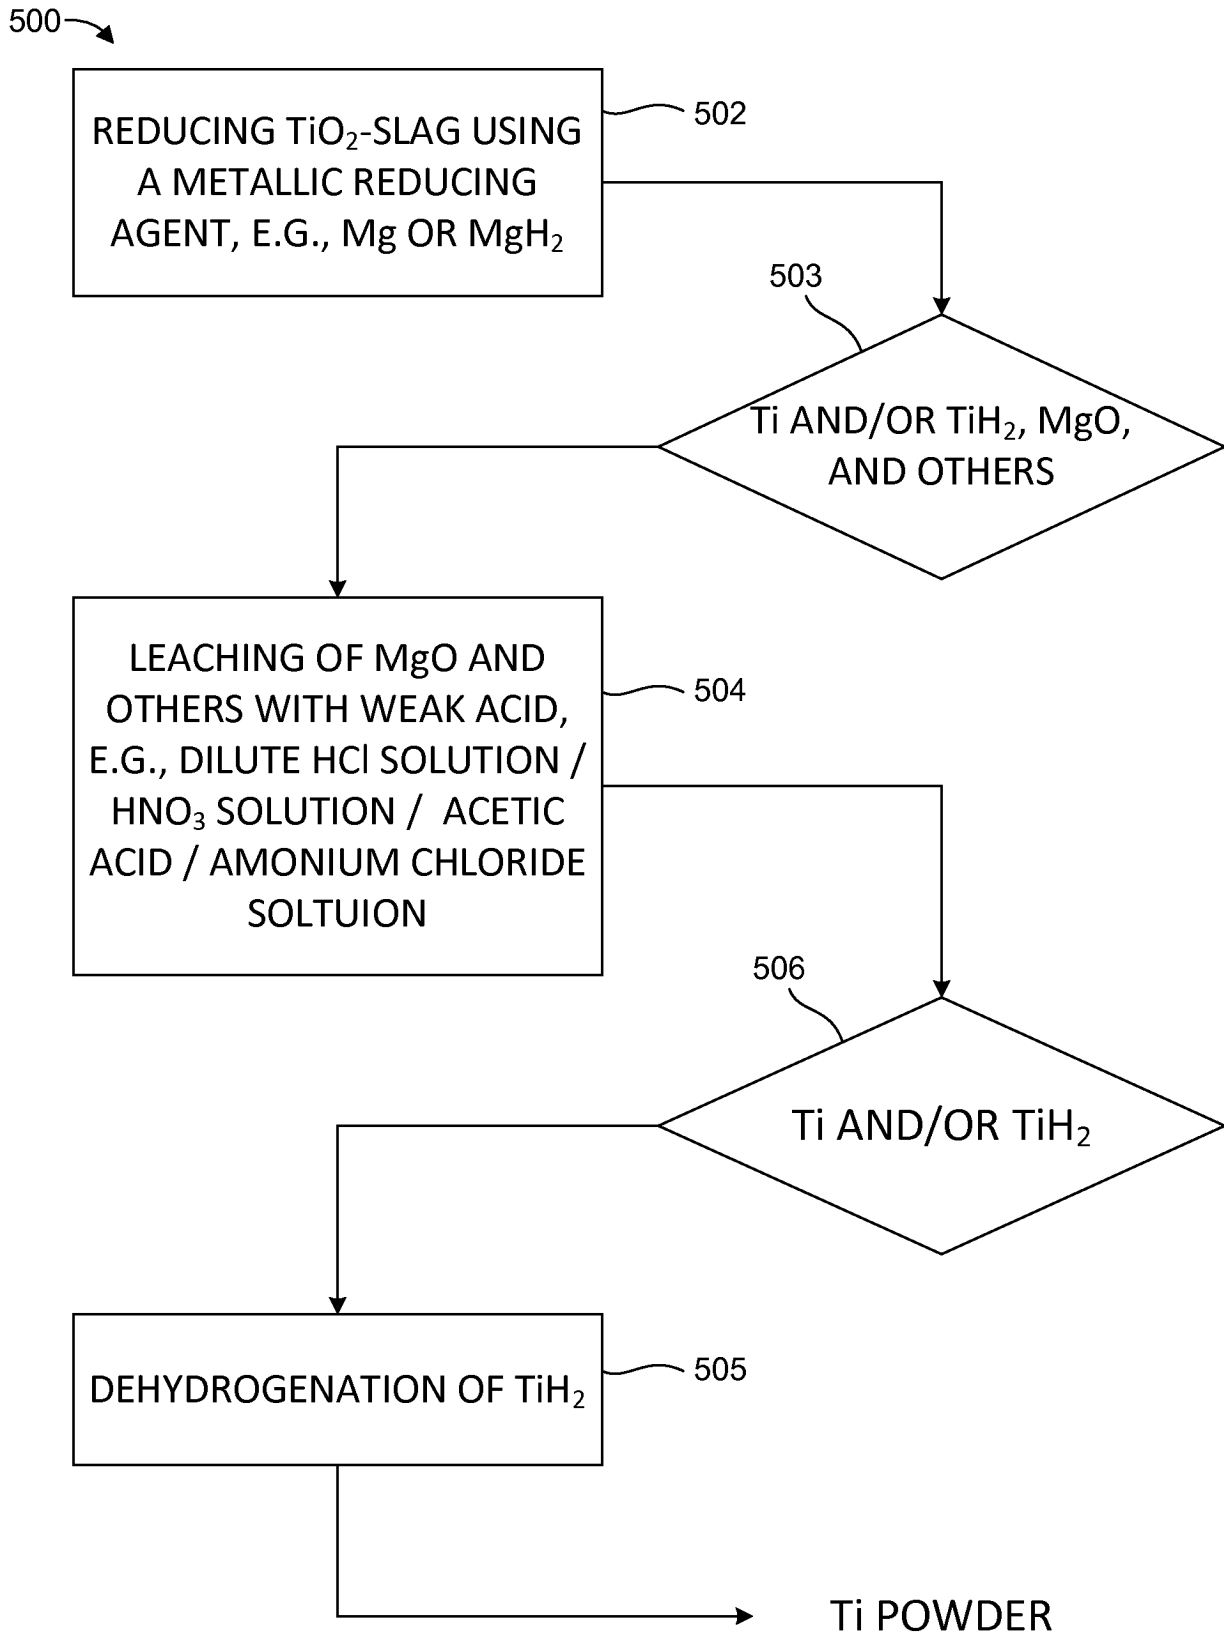 500
REDUCING TiO₂-SLAG USING
A METALLIC REDUCING
AGENT, E.G., Mg OR MgH₂
502
503
Ti AND/OR TiH₂, MgO,
AND OTHERS
LEACHING OF MgO AND
OTHERS WITH WEAK ACID,
E.G., DILUTE HCl SOLUTION /
HNO₃ SOLUTION / ACETIC
ACID / AMONIUM CHLORIDE
SOLTUION
504
506
Ti AND/OR TiH₂
DEHYDROGENATION OF TiH₂
505
Ti POWDER